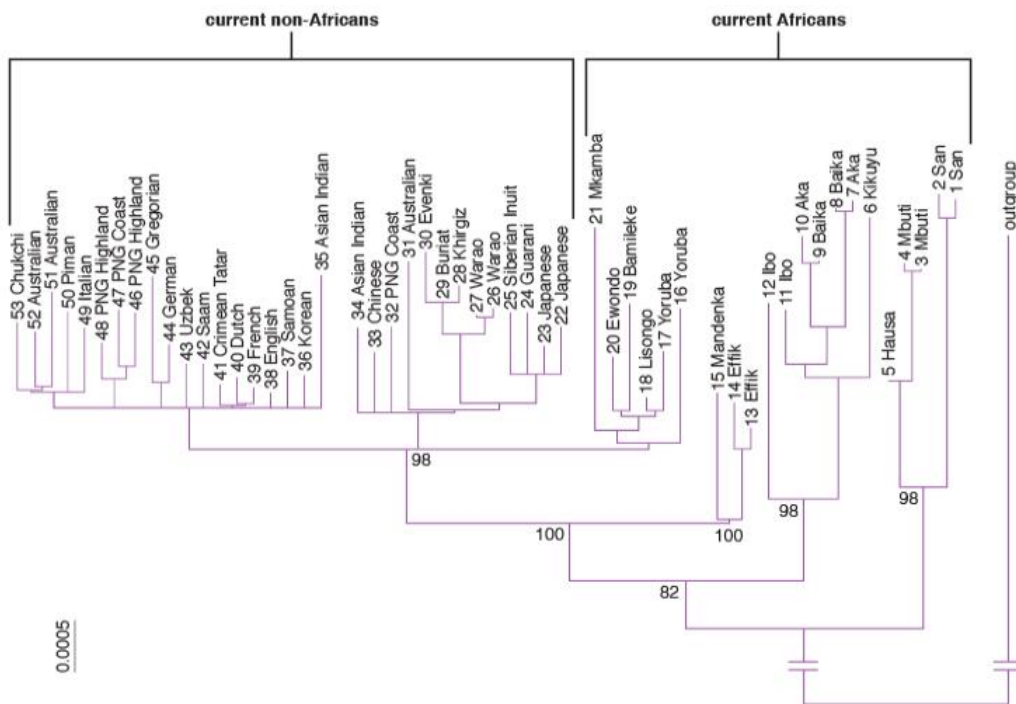 current non-Africans
current Africans
53 Chukchi
52 Australian
51 Australian
50 Piman
49 Italian
48 PNG Highland
47 PNG Coast
46 PNG Highland
45 Gregorian
44 German
43 Uzbek
42 Saam
41 Crimean Tatar
40 Dutch
39 French
38 English
37 Samoan
36 Korean
35 Asian Indian
34 Asian Indian
33 Chinese
32 PNG Coast
31 Australian
30 Evenki
29 Buriat
28 Khirgiz
27 Warao
26 Warao
25 Siberian Inuit
24 Guarani
23 Japanese
22 Japanese
21 Mkamba
20 Ewondo
19 Bamileke
18 Lisongo
17 Yoruba
16 Yoruba
15 Mandenka
14 Effik
13 Effik
12 Ibo
11 Ibo
10 Aka
9 Baika
8 Baika
7 Aka
6 Kikuyu
5 Hausa
4 Mbuti
3 Mbuti
2 San
1 San
outgroup
98
100
100
98
98
82
0.0005